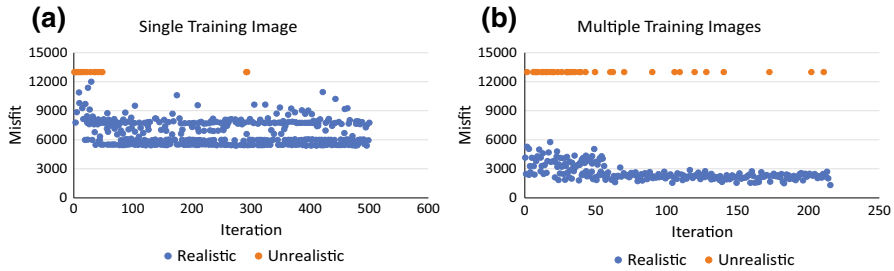 (a)
Single Training Image
15000
12000
9000
6000
3000
0
Misfit
0 100 200 300 400 500 600
Iteration
Realistic Unrealistic
(b)
Multiple Training Images
15000
12000
9000
6000
3000
0
Misfit
0 50 100 150 200 250
Iteration
Realistic Unrealistic